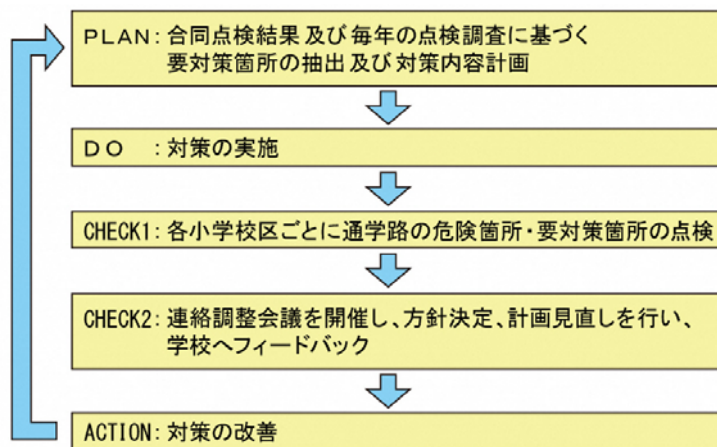 PLAN：合同点検結果及び毎年の点検調査に基づく
要対策箇所の抽出及び対策内容計画
DO　：対策の実施
CHECK1：各小学校区ごとに通学路の危険箇所・要対策箇所の点検
CHECK2：連絡調整会議を開催し、方針決定、計画見直しを行い、
学校へフィードバック
ACTION：対策の改善